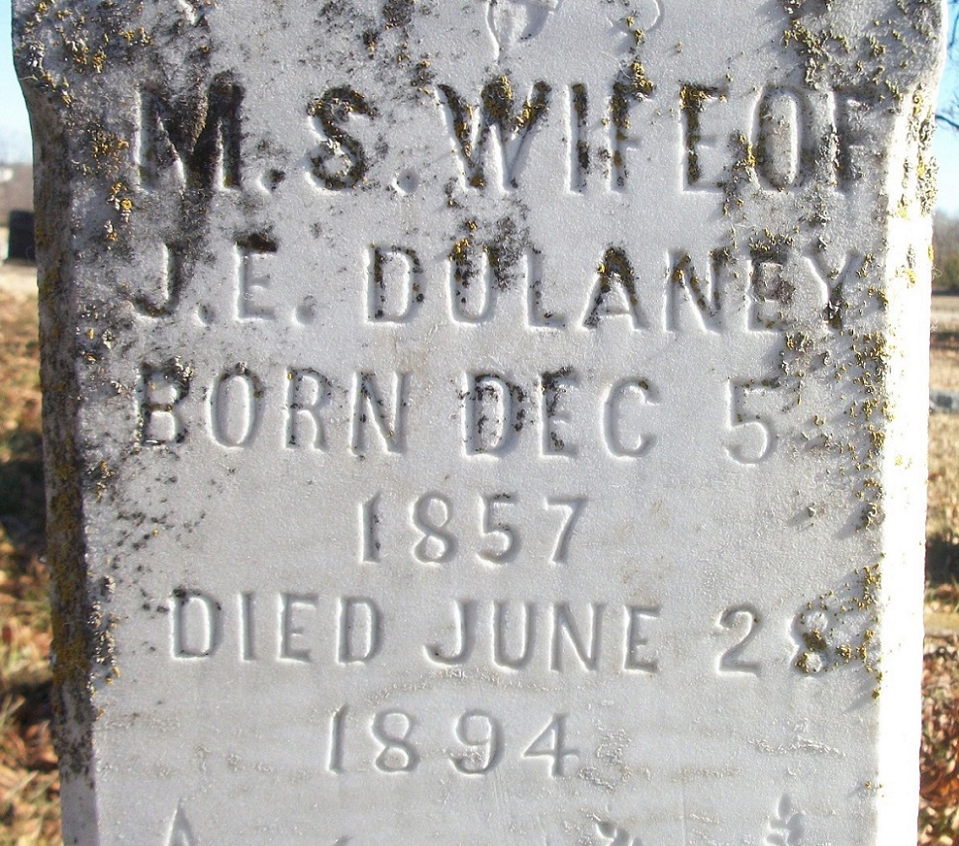 M. S. WIFE OF
J. E. DULANEY
BORN DEC 5
1857
DIED JUNE 28
1894